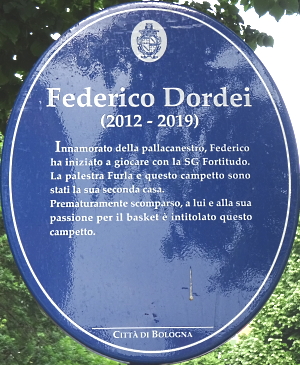 Federico Dordei
(2012 - 2019)
Innamorato della pallacanestro, Federico
ha iniziato a giocare con la SG Fortitudo.
La palestra Furla e questo campetto sono
stati la sua seconda casa.
Prematuramente scomparso, a lui e alla sua
passione per il basket è intitolato questo
campetto.
CITTÀ DI BOLOGNA